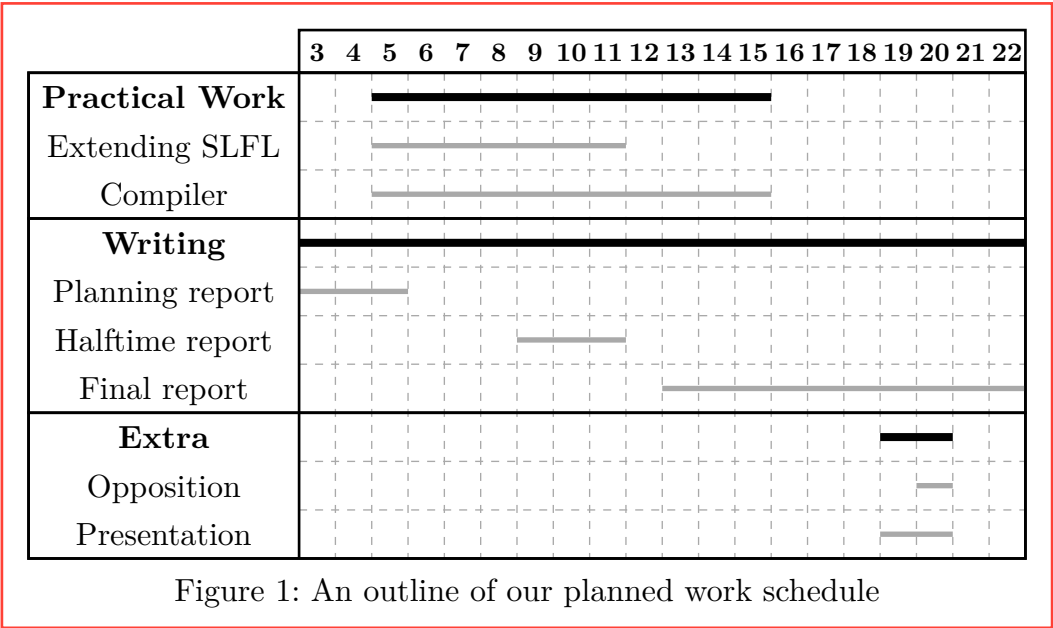 3 4 5 6 7 8 9 10 11 12 13 14 15 16 17 18 19 20 21 22
Practical Work
Extending SLFL
Compiler
Writing
Planning report
Halftime report
Final report
Extra
Opposition
Presentation
Figure 1: An outline of our planned work schedule